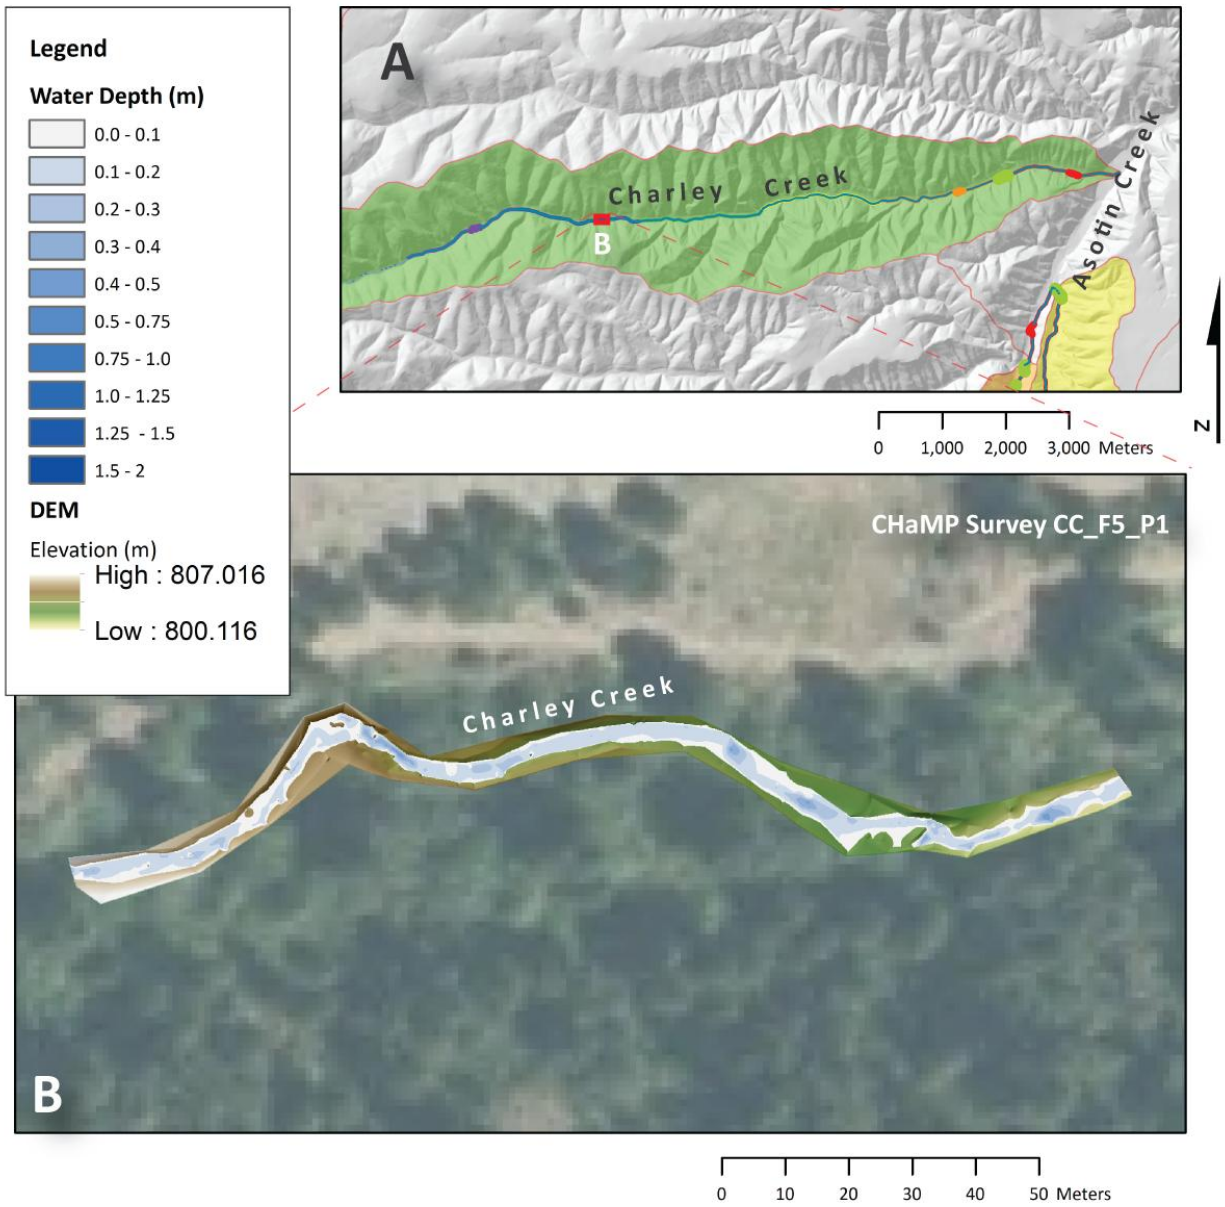 Legend
Water Depth (m)
0.0 - 0.1
0.1 - 0.2
0.2 - 0.3
0.3 - 0.4
0.4 - 0.5
0.5 - 0.75
0.75 - 1.0
1.0 - 1.25
1.25 - 1.5
1.5 - 2
DEM
Elevation (m)
High : 807.016
Low : 800.116
A
Charley Creek
B
Asotin Creek
N
0 1,000 2,000 3,000 Meters
CHaMP Survey CC_F5_P1
Charley Creek
B
0 10 20 30 40 50 Meters